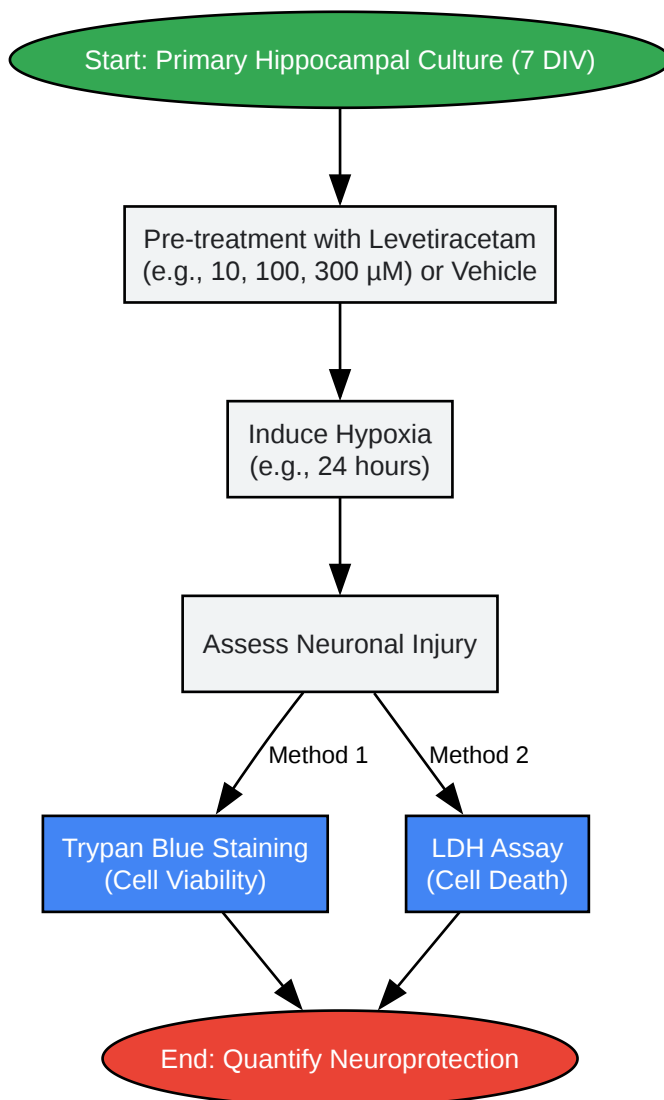 Start: Primary Hippocampal Culture (7 DIV)
Pre-treatment with Levetiracetam
(e.g., 10, 100, 300 µM) or Vehicle
Induce Hypoxia
(e.g., 24 hours)
Assess Neuronal Injury
Method 1
Method 2
Trypan Blue Staining
(Cell Viability)
LDH Assay
(Cell Death)
End: Quantify Neuroprotection